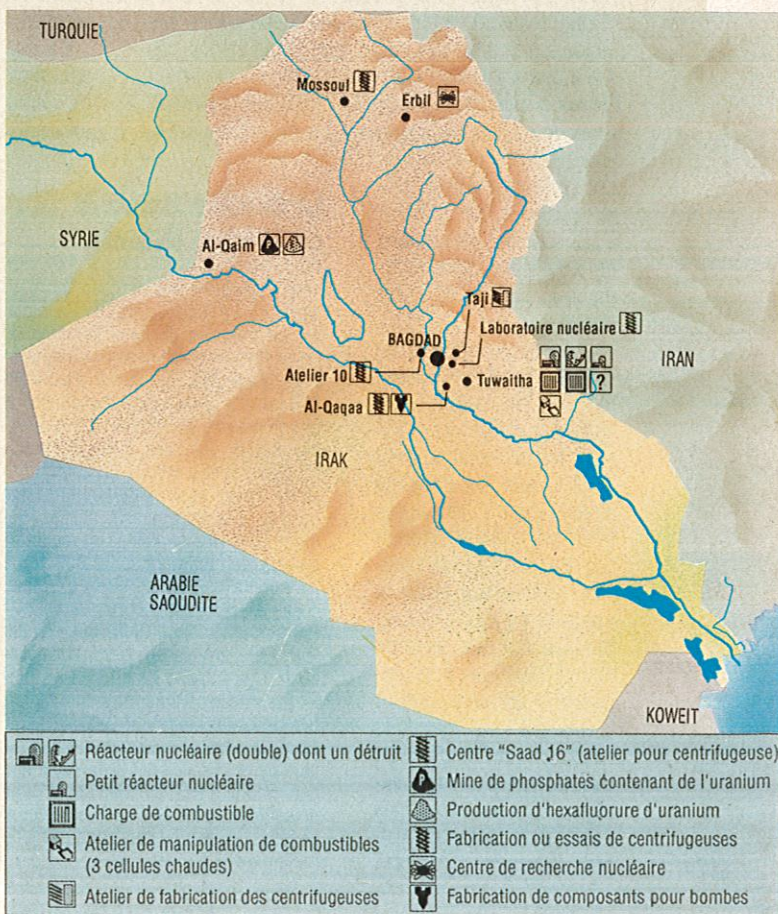 TURQUIE
Mossoul
Erbil
SYRIE
Al-Qaim
P
Taji
Laboratoire nucléaire
BAGDAD
IRAN
Atelier 10
Tuwaitha
?
Al-Qaqaa
IRAK
ARABIE
SAOUDITE
KOWEIT
Réacteur nucléaire (double) dont un détruit
Petit réacteur nucléaire
Charge de combustible
Atelier de manipulation de combustibles
(3 cellules chaudes)
Atelier de fabrication des centrifugeuses
Centre "Saad 16" (atelier pour centrifugeuse)
P Mine de phosphates contenant de l'uranium
Production d'hexafluorure d'uranium
Fabrication ou essais de centrifugeuses
Centre de recherche nucléaire
Fabrication de composants pour bombes